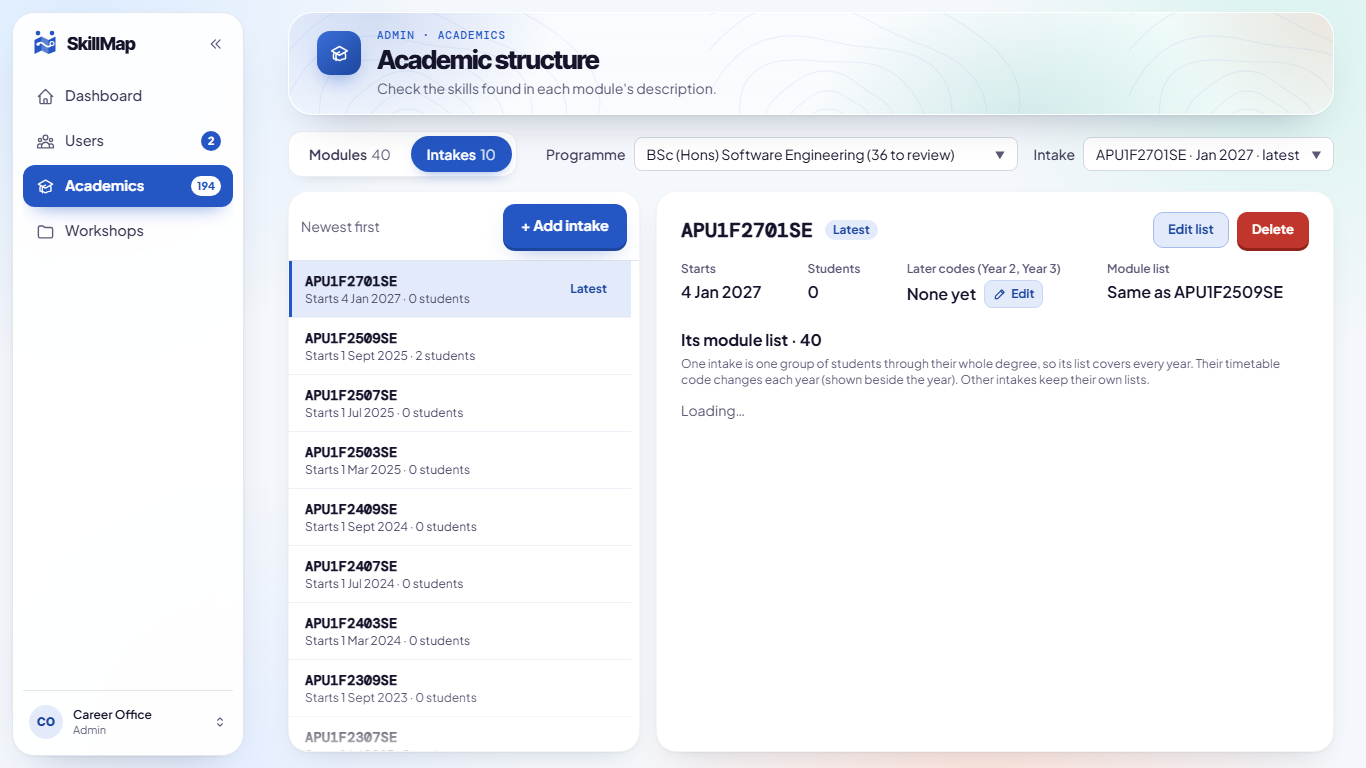 SkillMap
Dashboard
Users 2
Academics 194
Workshops
Career Office
Admin
CO
ADMIN · ACADEMICS
Academic structure
Check the skills found in each module's description.
Modules 40
Intakes 10
Programme
BSc (Hons) Software Engineering (36 to review)
Intake
APU1F2701SE · Jan 2027 · latest
Newest first
+ Add intake
APU1F2701SE
Starts 4 Jan 2027 · 0 students
Latest
APU1F2509SE
Starts 1 Sept 2025 · 2 students
APU1F2507SE
Starts 1 Jul 2025 · 0 students
APU1F2503SE
Starts 1 Mar 2025 · 0 students
APU1F2409SE
Starts 1 Sept 2024 · 0 students
APU1F2407SE
Starts 1 Jul 2024 · 0 students
APU1F2403SE
Starts 1 Mar 2024 · 0 students
APU1F2309SE
Starts 1 Sept 2023 · 0 students
APU1F2307SE
APU1F2701SE
Latest
Edit list
Delete
Starts
4 Jan 2027
Students
0
Later codes (Year 2, Year 3)
None yet
Edit
Module list
Same as APU1F2509SE
Its module list · 40
One intake is one group of students through their whole degree, so its list covers every year. Their timetable
code changes each year (shown beside the year). Other intakes keep their own lists.
Loading…